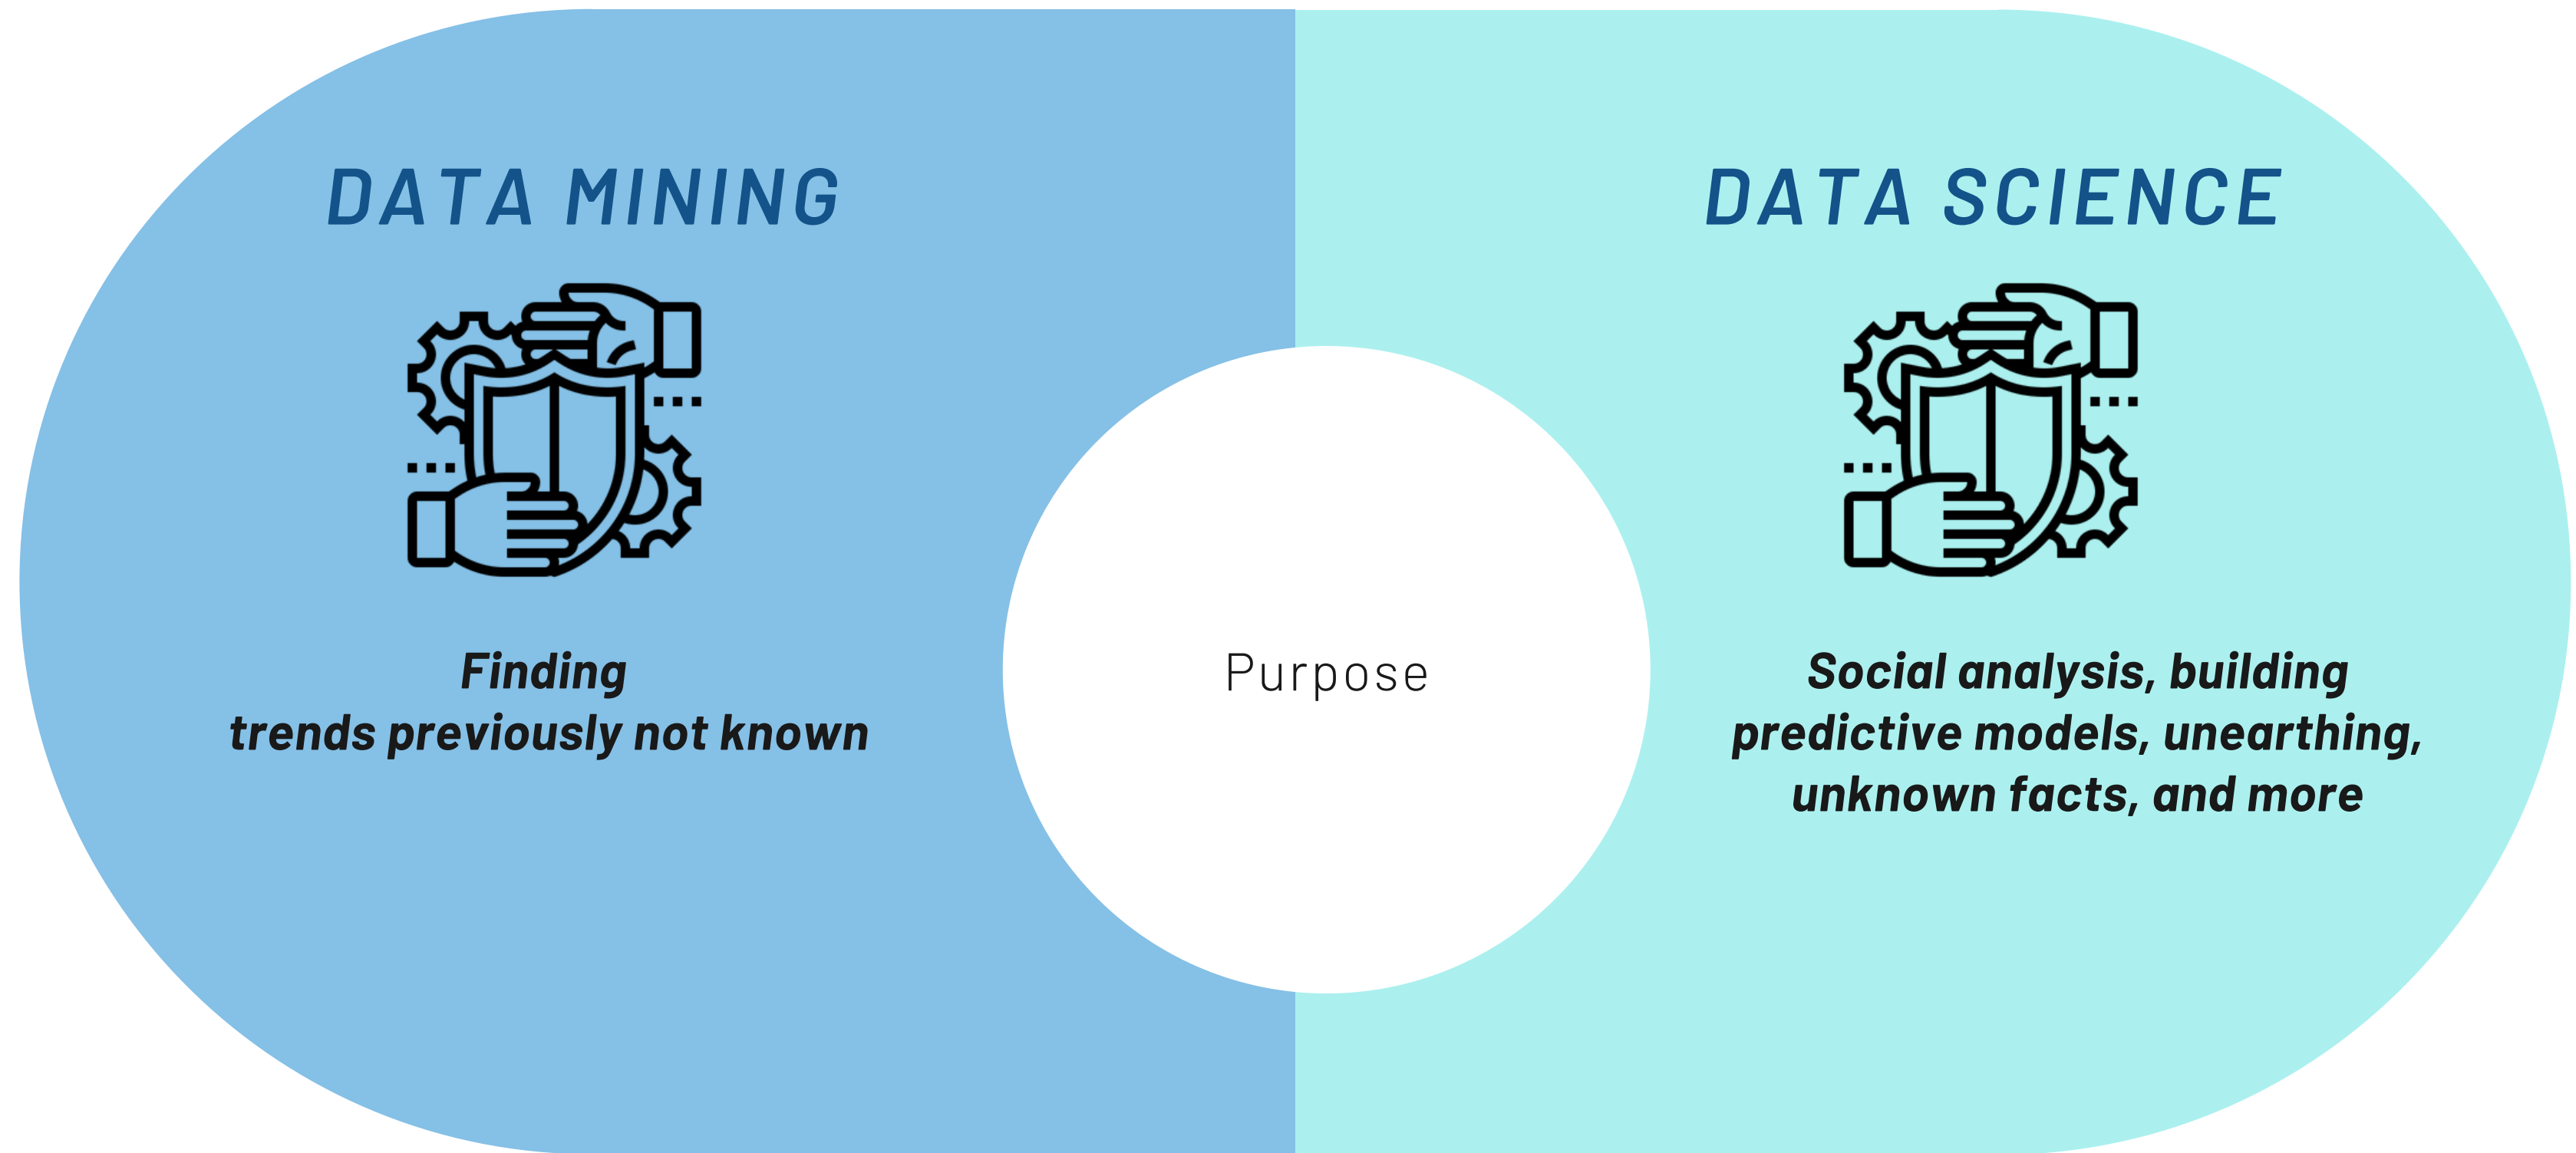 DATA MINING
Finding
trends previously not known
Purpose
DATA SCIENCE
Social analysis, building
predictive models, unearthing,
unknown facts, and more